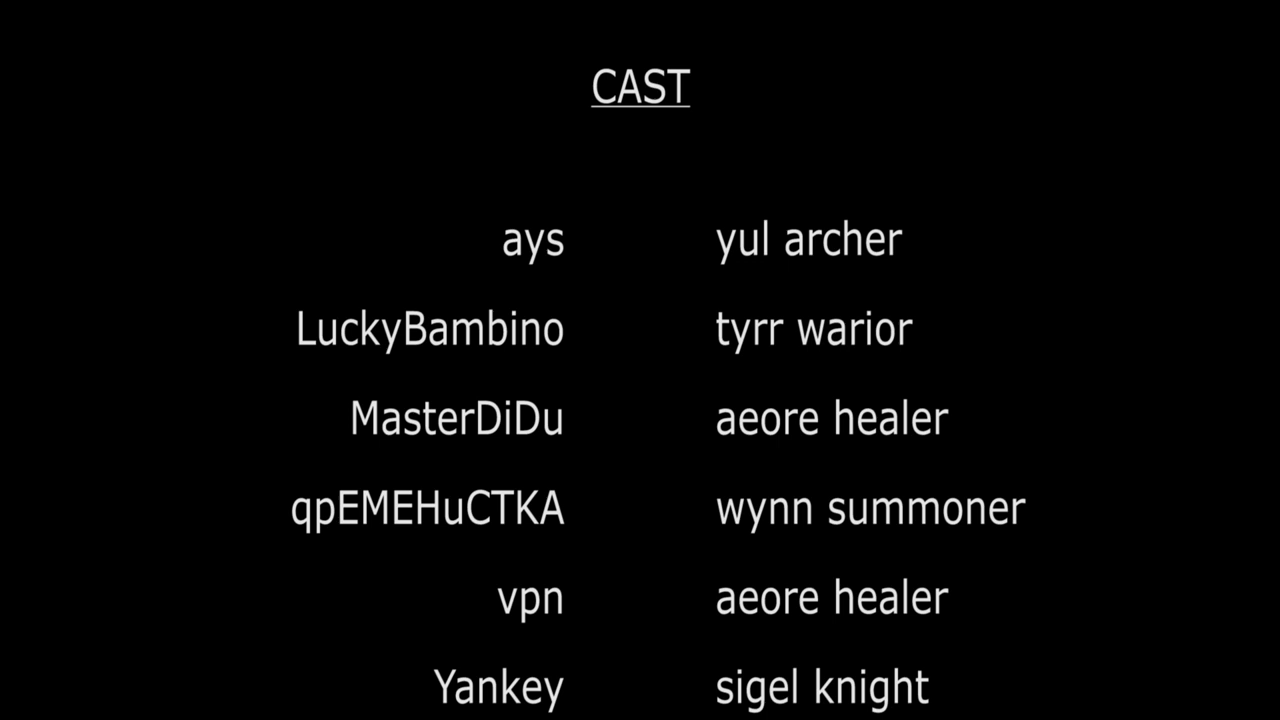 CAST
ays yul archer
LuckyBambino tyrr warior
MasterDiDu aeore healer
qpEMEHuCTKA wynn summoner
vpn aeore healer
Yankey sigel knight